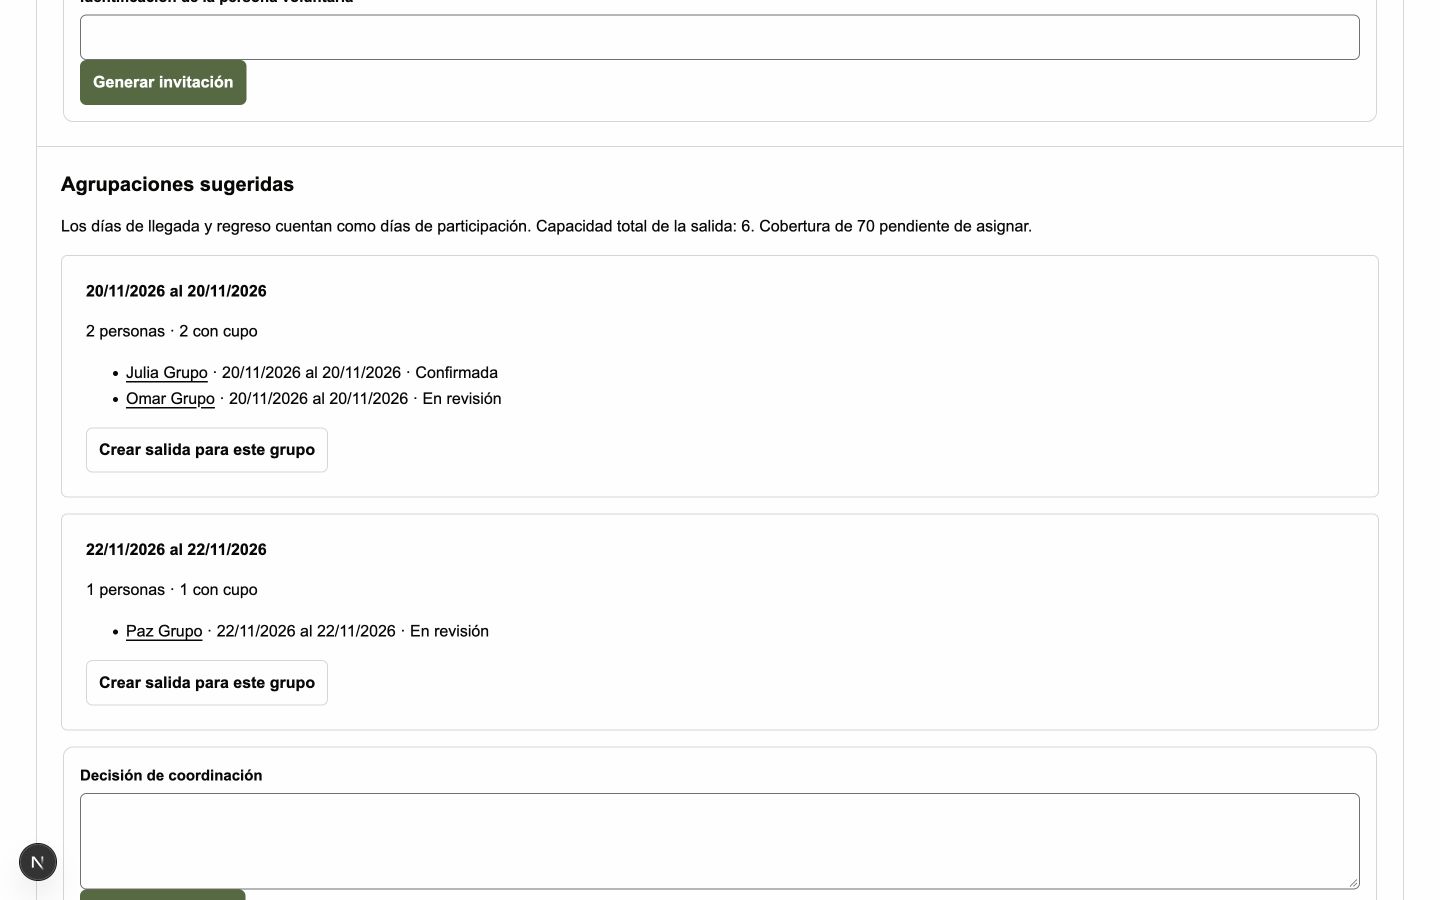 Identificación de la persona voluntaria
Generar invitación
Agrupaciones sugeridas
Los días de llegada y regreso cuentan como días de participación. Capacidad total de la salida: 6. Cobertura de 70 pendiente de asignar.
20/11/2026 al 20/11/2026
2 personas · 2 con cupo
• Julia Grupo · 20/11/2026 al 20/11/2026 · Confirmada
• Omar Grupo · 20/11/2026 al 20/11/2026 · En revisión
Crear salida para este grupo
22/11/2026 al 22/11/2026
1 personas · 1 con cupo
• Paz Grupo · 22/11/2026 al 22/11/2026 · En revisión
Crear salida para este grupo
Decisión de coordinación
N